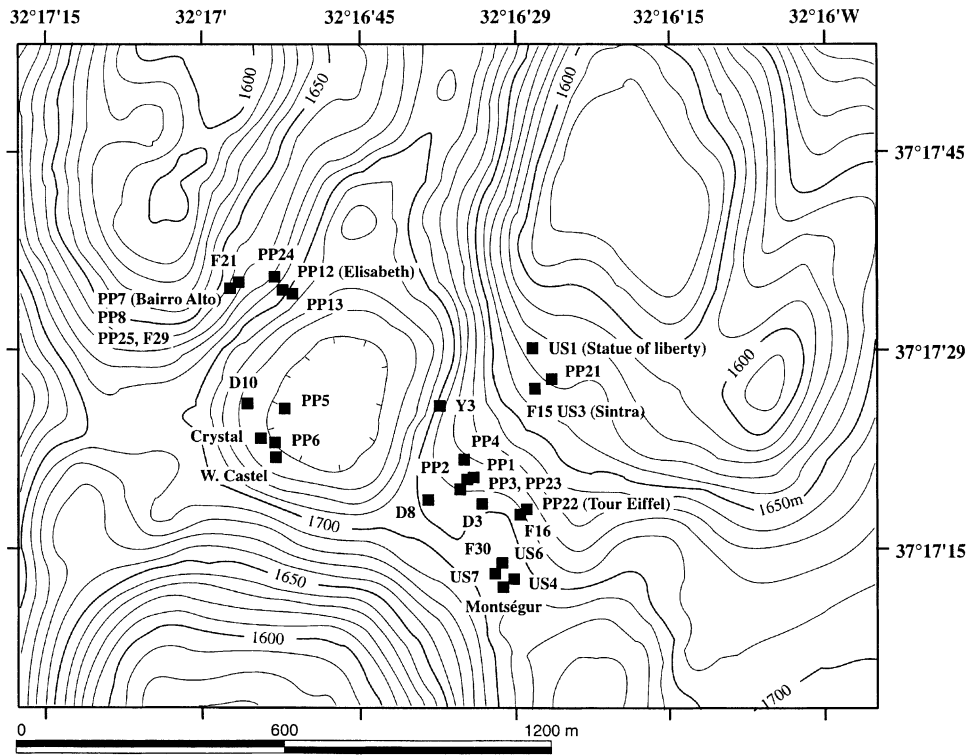 32°17'15
32°17'
32°16'45
32°16'29
32°16'15
32°16'W
1600
1650
1600
37°17'45
F21
PP24
PP12 (Elisabeth)
PP7 (Bairro Alto)
PP13
PP8
PP25, F29
US1 (Statue of liberty)
37°17'29
1600
PP21
D10
PP5
Y3
F15 US3 (Sintra)
Crystal
PP6
PP4
W. Castel
PP2
PP1
PP3, PP23
PP22 (Tour Eiffel)
1650m
D8
D3
F16
1700
F30
US6
37°17'15
1650
US7
US4
Montségur
1600
1700
0
600
1200 m